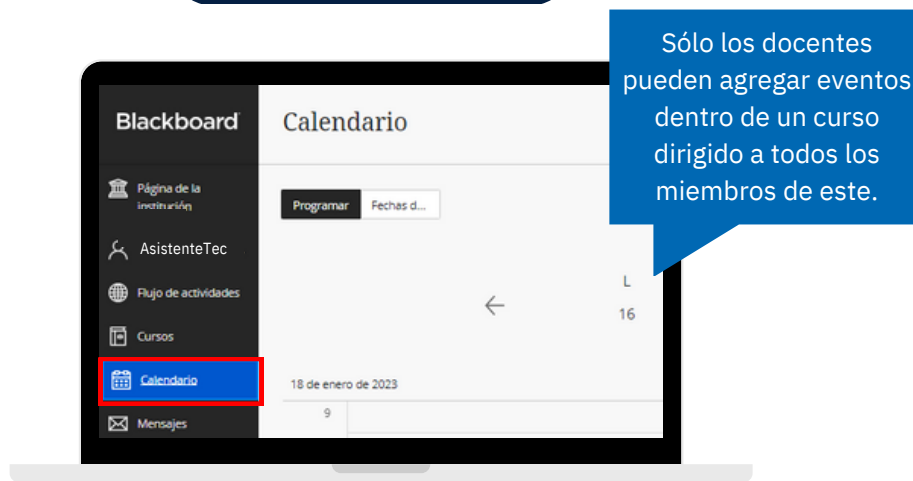 Sólo los docentes
pueden agregar eventos
dentro de un curso
dirigido a todos los
miembros de este.
Blackboard
Calendario
Página de la
institución
Programar
Fechas d...
AsistenteTec
Flujo de actividades
L
16
Cursos
Calendario
18 de enero de 2023
9
Mensajes